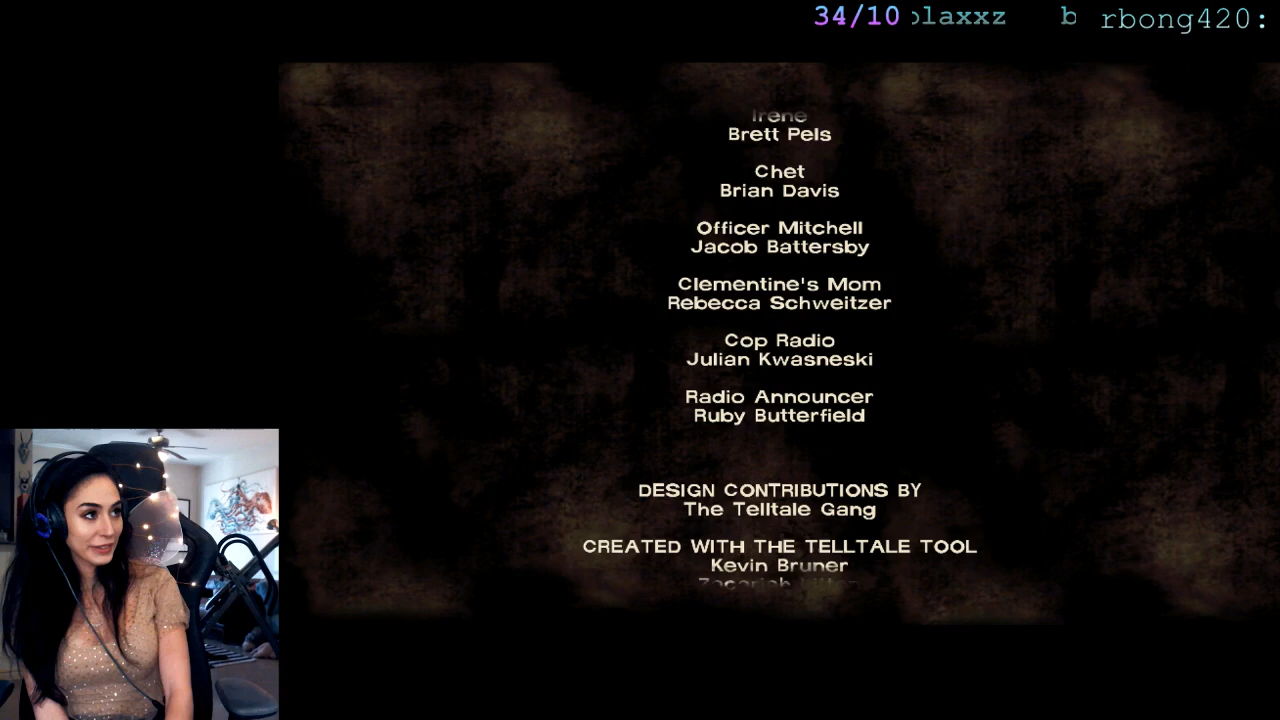 34/10 olaxxz b rbong420:
Irene
Brett Pels
Chet
Brian Davis
Officer Mitchell
Jacob Battersby
Clementine's Mom
Rebecca Schweitzer
Cop Radio
Julian Kwasneski
Radio Announcer
Ruby Butterfield
DESIGN CONTRIBUTIONS BY
The Telltale Gang
CREATED WITH THE TELLTALE TOOL
Kevin Bruner